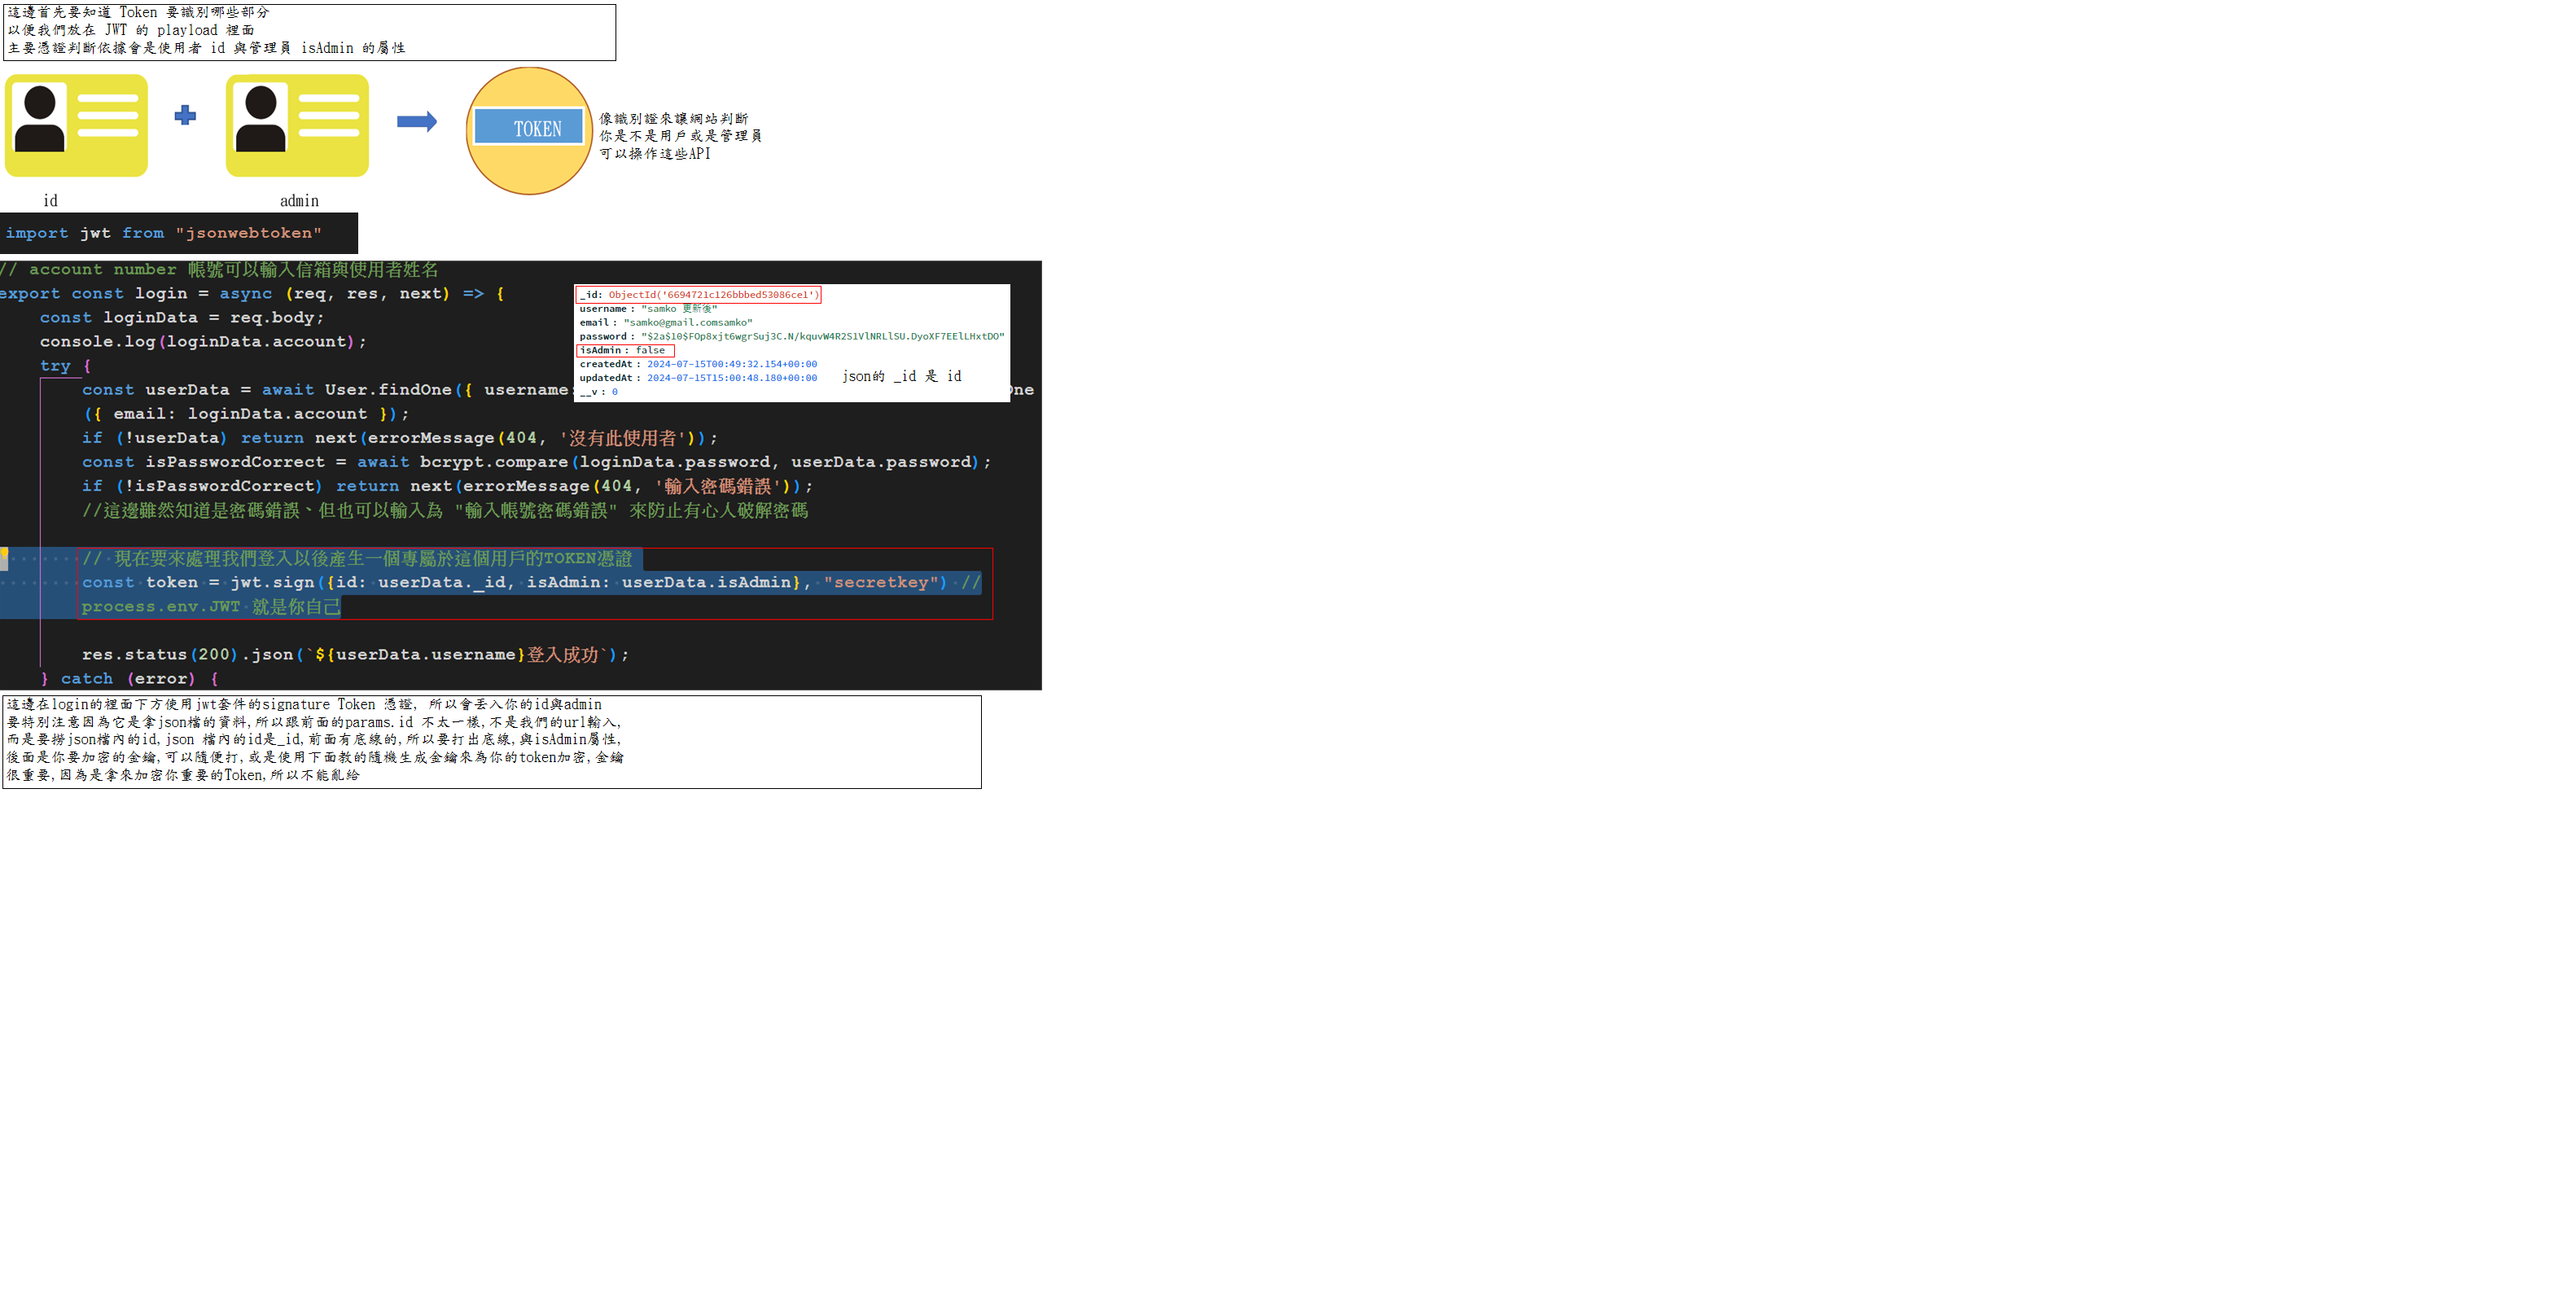 這邊首先要知道 Token 要識別哪些部分
以便我們放在 JWT 的 playload 裡面
主要憑證判斷依據會是使用者 id 與管理員 isAdmin 的屬性
TOKEN
像識別證來讓網站判斷
你是不是用戶或是管理員
可以操作這些API
id
admin
import jwt from "jsonwebtoken"
// account number 帳號可以輸入信箱與使用者姓名
export const login = async (req, res, next) => {
const loginData = req.body;
console.log(loginData.account);
try {
const userData = await User.findOne({ username:
One
({ email: loginData.account });
if (!userData) return next(errorMessage(404, '沒有此使用者'));
const isPasswordCorrect = await bcrypt.compare(loginData.password, userData.password);
if (!isPasswordCorrect) return next(errorMessage(404, '輸入密碼錯誤'));
//這邊雖然知道是密碼錯誤、但也可以輸入為 "輸入帳號密碼錯誤" 來防止有心人破解密碼
// 現在要來處理我們登入以後產生一個專屬於這個用戶的TOKEN憑證
const token = jwt.sign({id: userData._id, isAdmin: userData.isAdmin}, "secretkey") //
process.env.JWT 就是你自己
res.status(200).json(`${userData.username}登入成功`);
} catch (error) {
_id: ObjectId('6694721c126bbbed53086ce1')
username : "samko 更新後"
email : "samko@gmail.comsamko"
password : "$2a$10$FOp8xjt6wgrSuj3C.N/kquvW4R2S1VlNRLlSU.DyoXF7EElLHxtDO"
isAdmin : false
createdAt : 2024-07-15T00:49:32.154+00:00
updatedAt : 2024-07-15T15:00:48.180+00:00
__v : 0
json的 _id 是 id
這邊在login的裡面下方使用jwt套件的signature Token 憑證, 所以會丟入你的id與admin
要特別注意因為它是拿json檔的資料,所以跟前面的params.id 不太一樣,不是我們的url輸入,
而是要撈json檔內的id,json 檔內的id是_id,前面有底線的,所以要打出底線,與isAdmin屬性,
後面是你要加密的金鑰,可以隨便打,或是使用下面教的隨機生成金鑰來為你的token加密,金鑰
很重要,因為是拿來加密你重要的Token,所以不能亂給